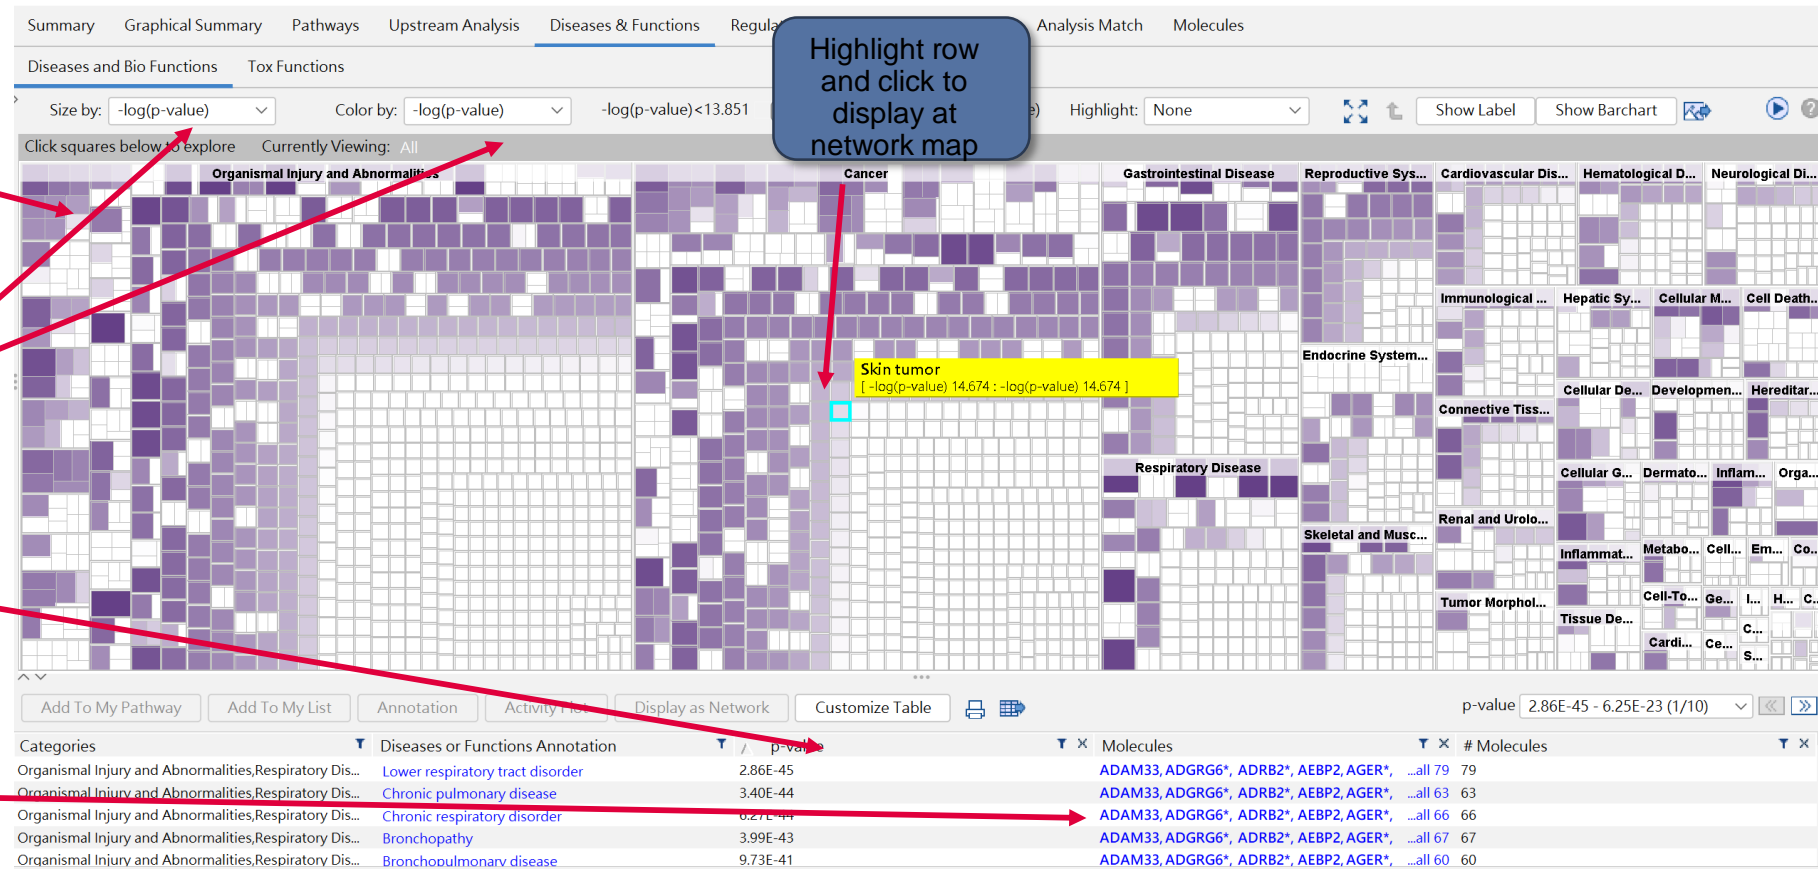 Summary Graphical Summary Pathways Upstream Analysis Diseases & Functions Analysis Match Molecules
Highlight row
and click to
display at
network map
Diseases and Bio Functions Tox Functions
Size by: -log(p-value) Color by: -log(p-value) -log(p-value)<13.851 Highlight: None Show Label Show Barchart
Click squares below to explore Currently Viewing: All
Organismal Injury and Abnormalities Cancer Gastrointestinal Disease Reproductive Sys... Cardiovascular Dis... Hematological D... Neurological Di...
Immunological ... Hepatic Sy... Cellular M... Cell Death...
Endocrine System...
Skin tumor
[ -log(p-value) 14.674 : -log(p-value) 14.674 ]
Cellular De... Developmen... Hereditar...
Connective Tiss...
Respiratory Disease Cellular G... Dermato... Inflam... Orga...
Renal and Urolo...
Skeletal and Musc...
Inflammat... Metabo... Cell... Em... Co...
Tumor Morphol... Cell-To... Ge... I... H... C...
Tissue De... C...
Cardi... Ce...
S...
Add To My Pathway Add To My List Annotation Display as Network Customize Table p-value 2.86E-45 - 6.25E-23 (1/10)
Categories Diseases or Functions Annotation p-value Molecules # Molecules
Organismal Injury and Abnormalities,Respiratory Dis... Lower respiratory tract disorder 2.86E-45 ADAM33, ADGRG6*, ADRB2*, AEBP2, AGER*, ...all 79 79
Organismal Injury and Abnormalities,Respiratory Dis... Chronic pulmonary disease 3.40E-44 ADAM33, ADGRG6*, ADRB2*, AEBP2, AGER*, ...all 63 63
Organismal Injury and Abnormalities,Respiratory Dis... Chronic respiratory disorder 6.27E-44 ADAM33, ADGRG6*, ADRB2*, AEBP2, AGER*, ...all 66 66
Organismal Injury and Abnormalities,Respiratory Dis... Bronchopathy 3.99E-43 ADAM33, ADGRG6*, ADRB2*, AEBP2, AGER*, ...all 67 67
Organismal Injury and Abnormalities,Respiratory Dis... Bronchopulmonary disease 9.73E-41 ADAM33, ADGRG6*, ADRB2*, AEBP2, AGER*, ...all 60 60